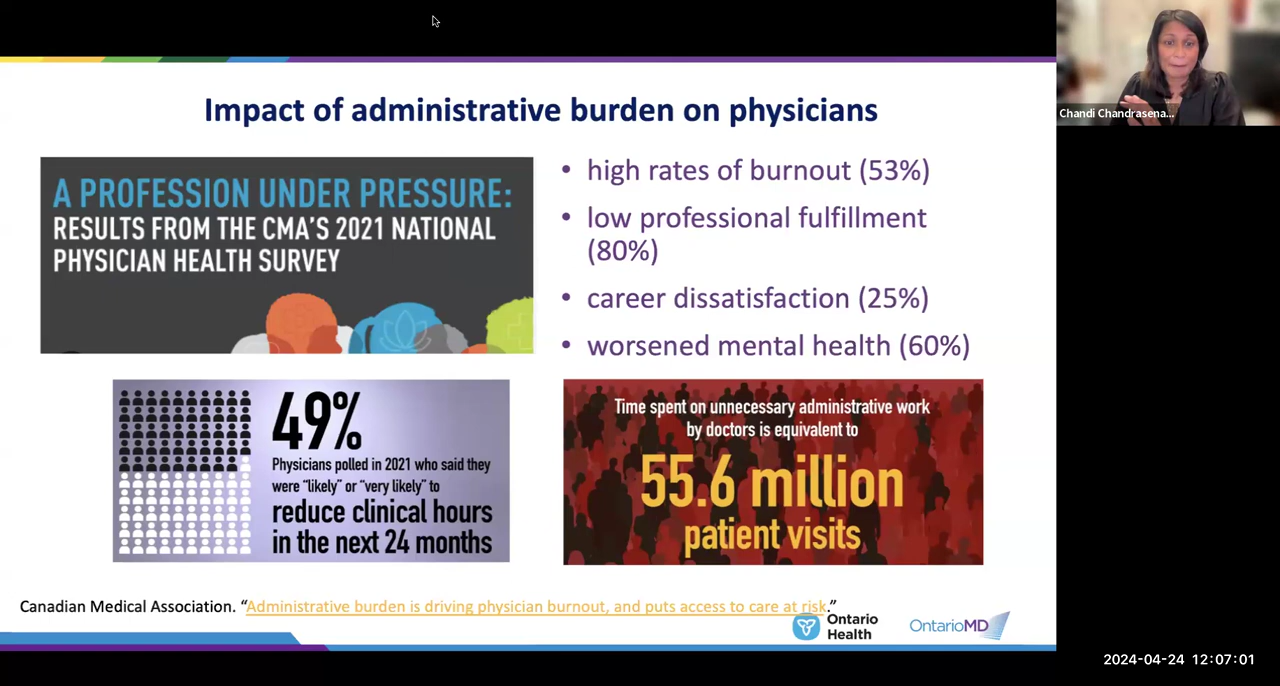 Impact of administrative burden on physicians
Chandi Chandrasena...
A PROFESSION UNDER PRESSURE:
RESULTS FROM THE CMA'S 2021 NATIONAL
PHYSICIAN HEALTH SURVEY
• high rates of burnout (53%)
• low professional fulfillment
(80%)
• career dissatisfaction (25%)
• worsened mental health (60%)
49%
Physicians polled in 2021 who said they
were “likely” or “very likely” to
reduce clinical hours
in the next 24 months
Time spent on unnecessary administrative work
by doctors is equivalent to
55.6 million
patient visits
Canadian Medical Association. “Administrative burden is driving physician burnout, and puts access to care at risk.”
Ontario
Health
OntarioMD
2024-04-24 12:07:01